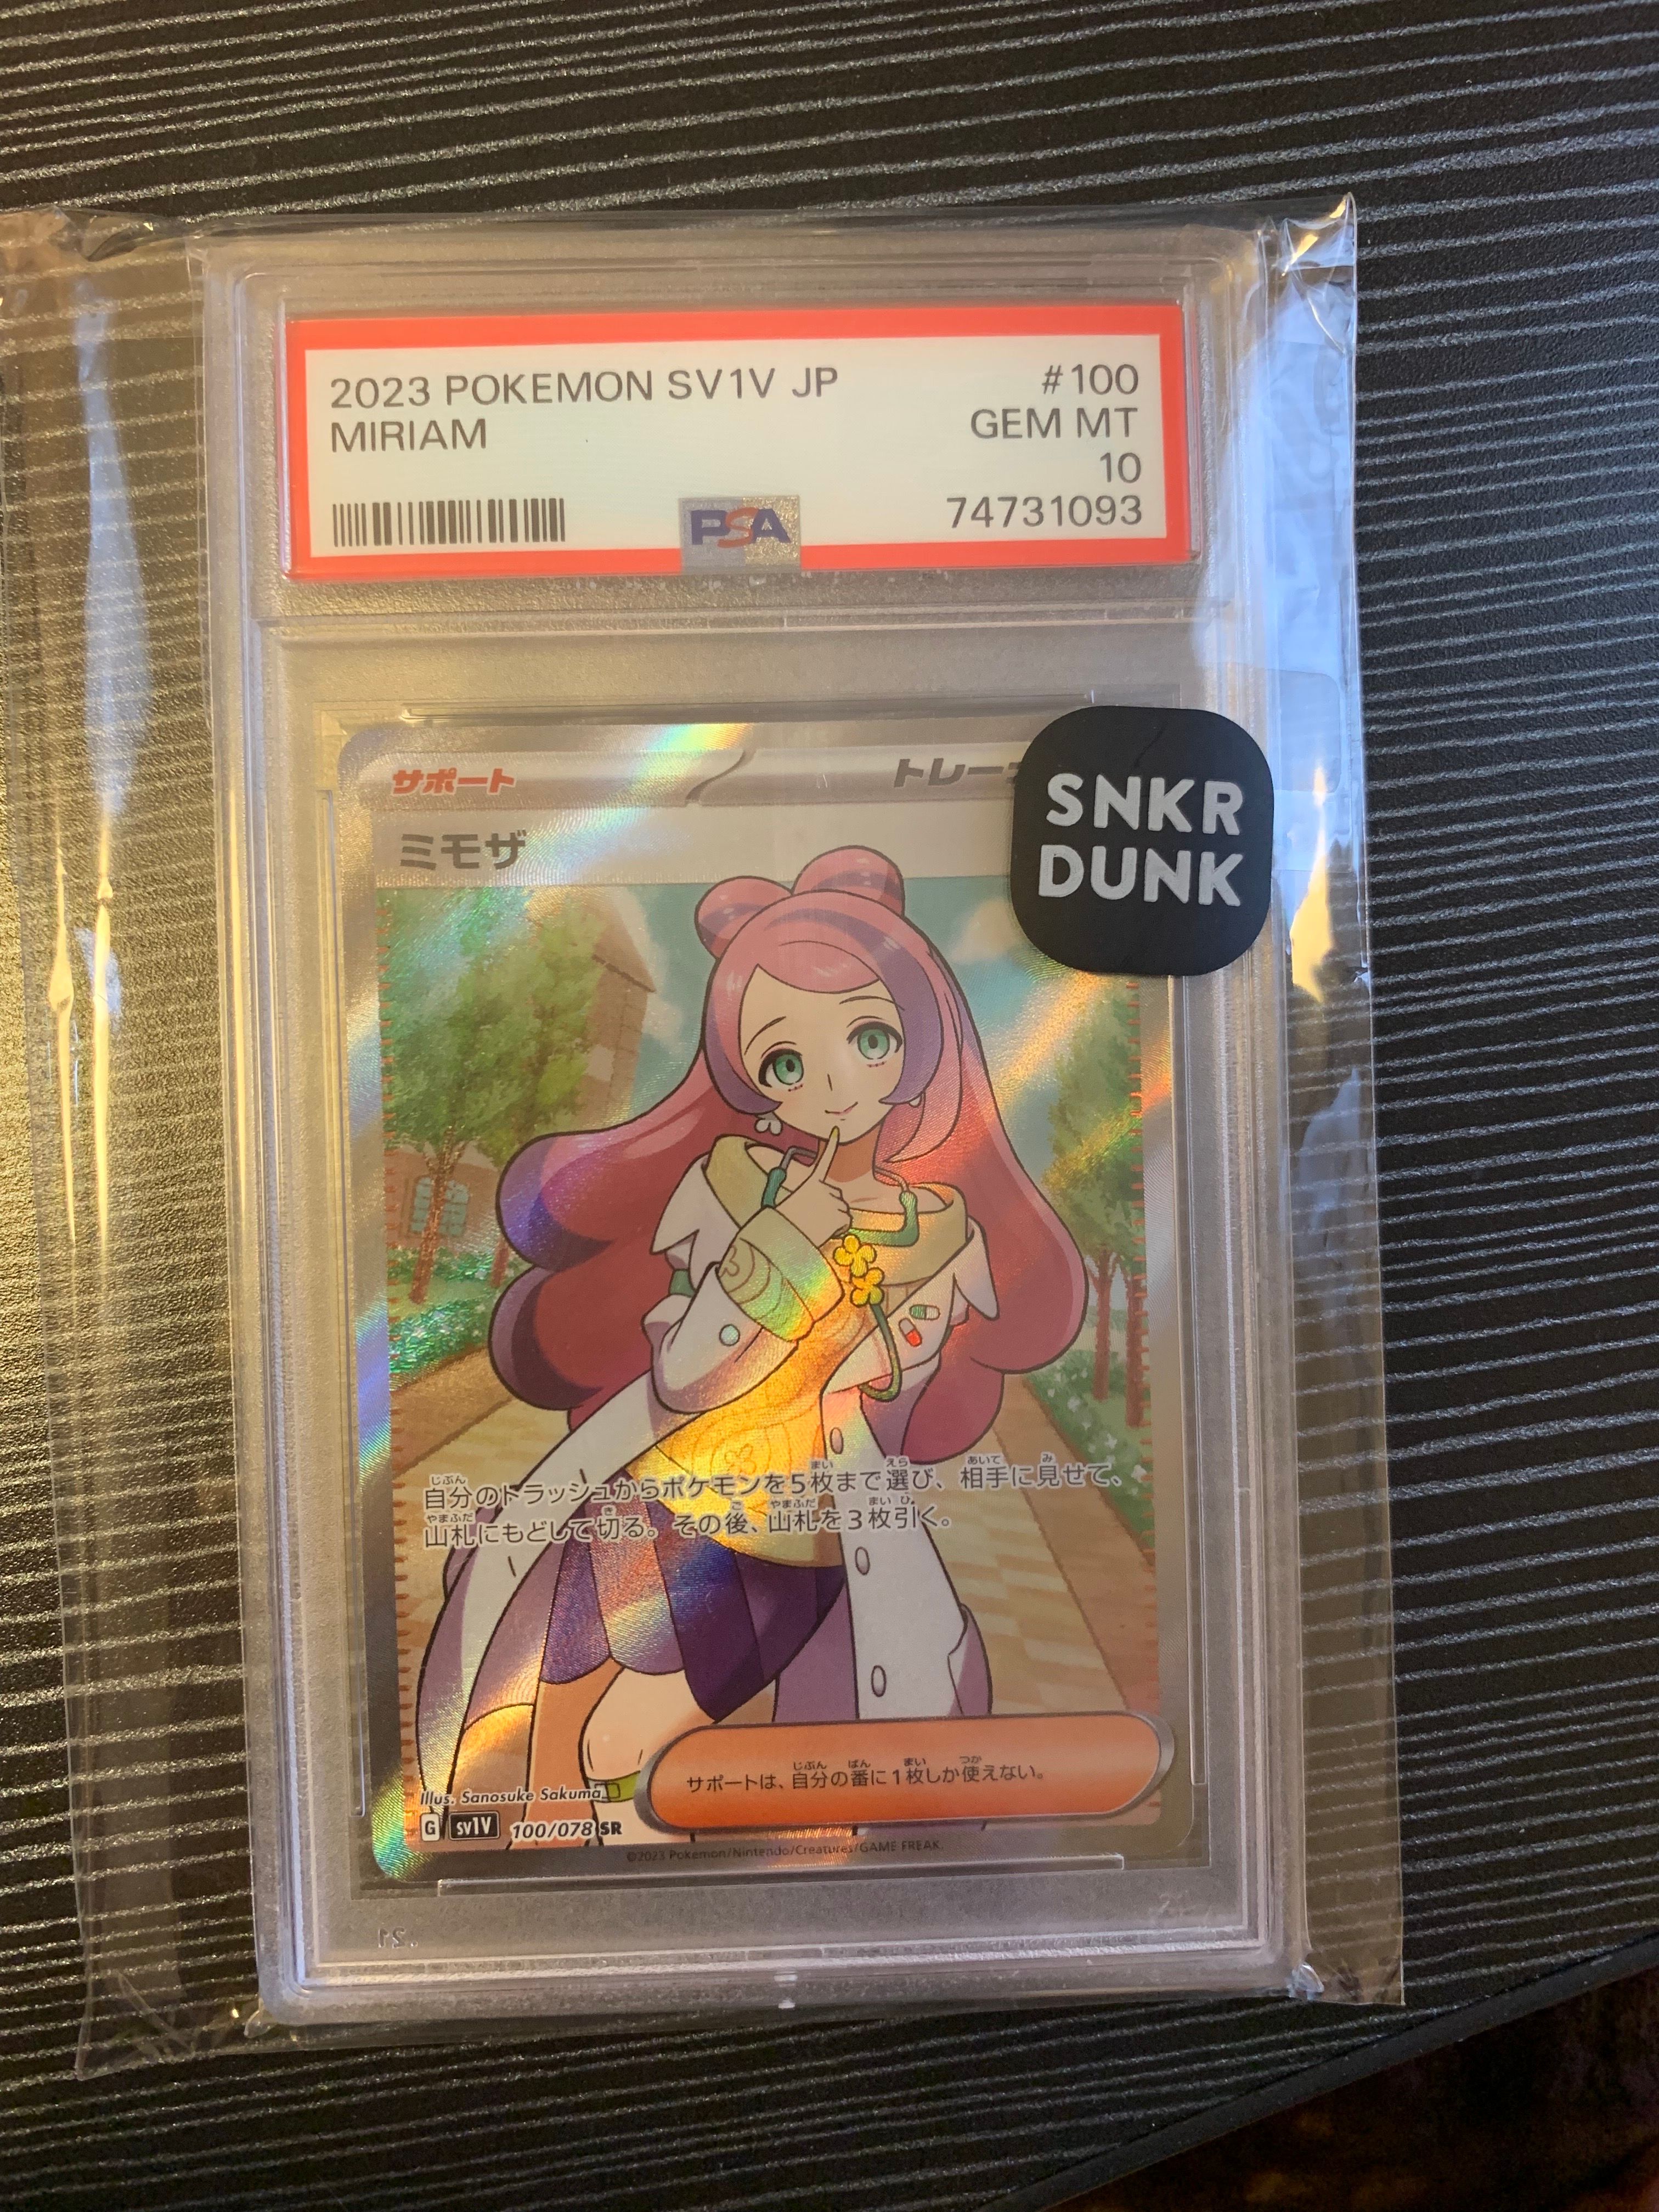 2023 POKEMON SV1V JP #100
MIRIAM GEM MT
10
PSA 74731093
サポート トレー
SNKR
DUNK
ミモザ
自分のトラッシュからポケモンを5枚まで選び、相手に見せて、
山札にもどして切る。その後、山札を3枚引く。
サポートは、自分の番に1枚しか使えない。
Illus. Sanosuke Sakuma
G sv1V 100/078 SR
©2023 Pokémon/Nintendo/Creatures/GAME FREAK.